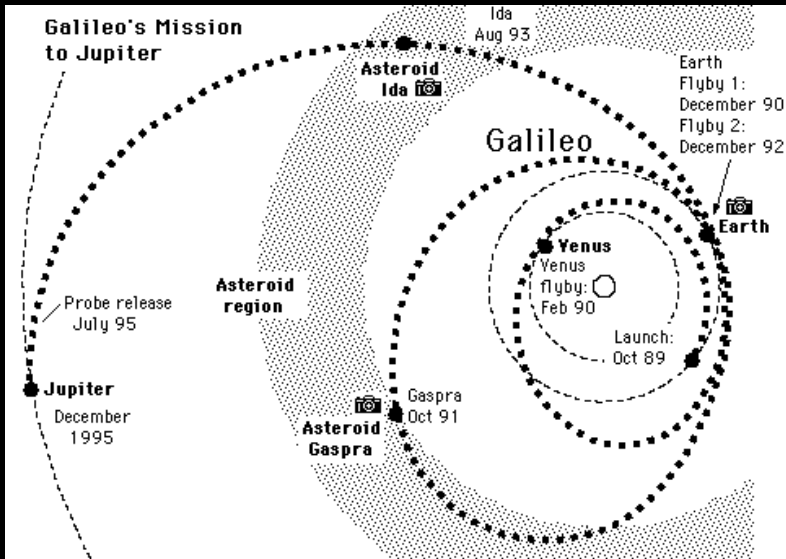 Galileo's Mission
to Jupiter
Ida
Aug 93
Asteroid
Ida
Earth
Flyby 1:
December 90
Flyby 2:
December 92
Galileo
Earth
Venus
Venus
flyby:
Feb 90
Asteroid
region
Probe release
July 95
Launch:
Oct 89
Jupiter
December
1995
Gaspra
Oct 91
Asteroid
Gaspra